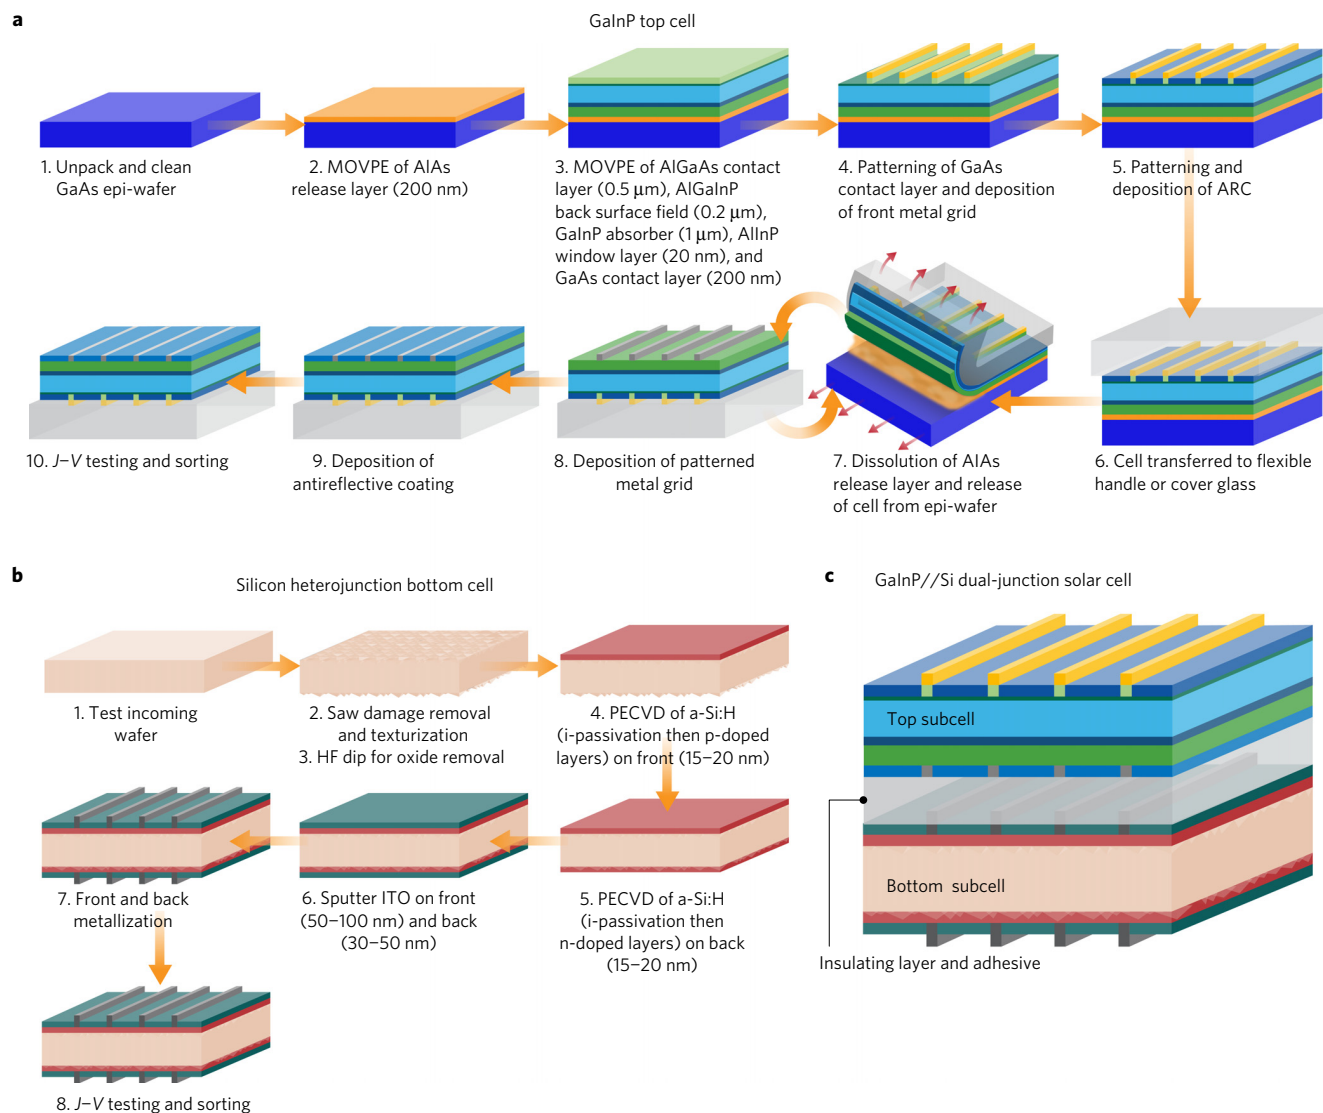 a
GaInP top cell
1. Unpack and clean
GaAs epi-wafer
2. MOVPE of AlAs
release layer (200 nm)
3. MOVPE of AlGaAs contact
layer (0.5 μm), AlGaInP
back surface field (0.2 μm),
GaInP absorber (1 μm), AlInP
window layer (20 nm), and
GaAs contact layer (200 nm)
4. Patterning of GaAs
contact layer and deposition
of front metal grid
5. Patterning and
deposition of ARC
10. J–V testing and sorting
9. Deposition of
antireflective coating
8. Deposition of patterned
metal grid
7. Dissolution of AlAs
release layer and release
of cell from epi-wafer
6. Cell transferred to flexible
handle or cover glass
b
Silicon heterojunction bottom cell
1. Test incoming
wafer
2. Saw damage removal
and texturization
3. HF dip for oxide removal
4. PECVD of a-Si:H
(i-passivation then p-doped
layers) on front (15–20 nm)
7. Front and back
metallization
6. Sputter ITO on front
(50–100 nm) and back
(30–50 nm)
5. PECVD of a-Si:H
(i-passivation then
n-doped layers) on back
(15–20 nm)
8. J–V testing and sorting
c
GaInP//Si dual-junction solar cell
Top subcell
Bottom subcell
Insulating layer and adhesive